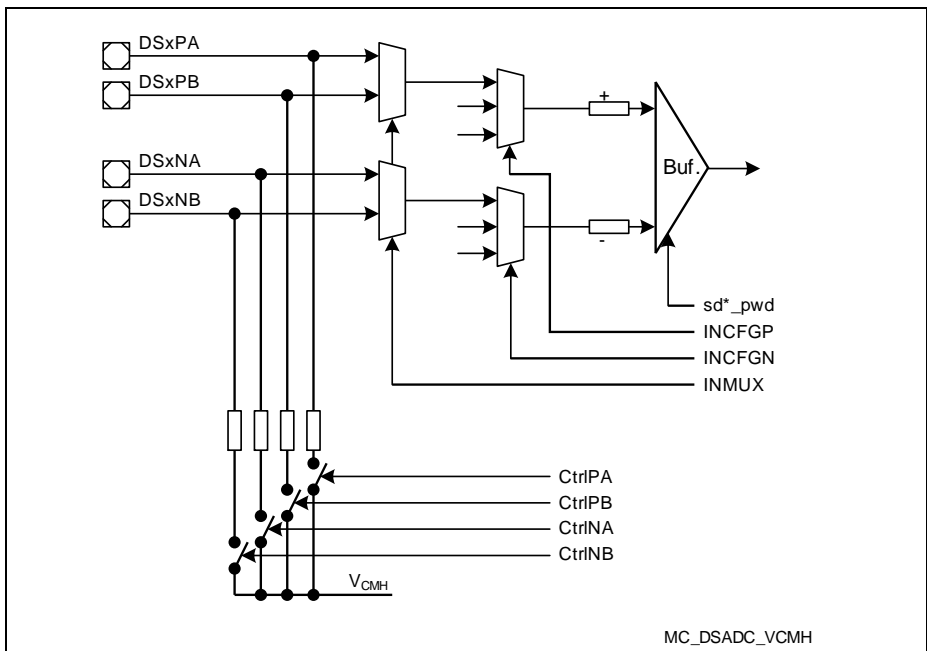 DSxPA
DSxPB
DSxNA
DSxNB
+
-
Buf.
sd*_pwd
INCFGP
INCFGN
INMUX
CtrlPA
CtrlPB
CtrlNA
CtrlNB
VCMH
MC_DSADC_VCMH